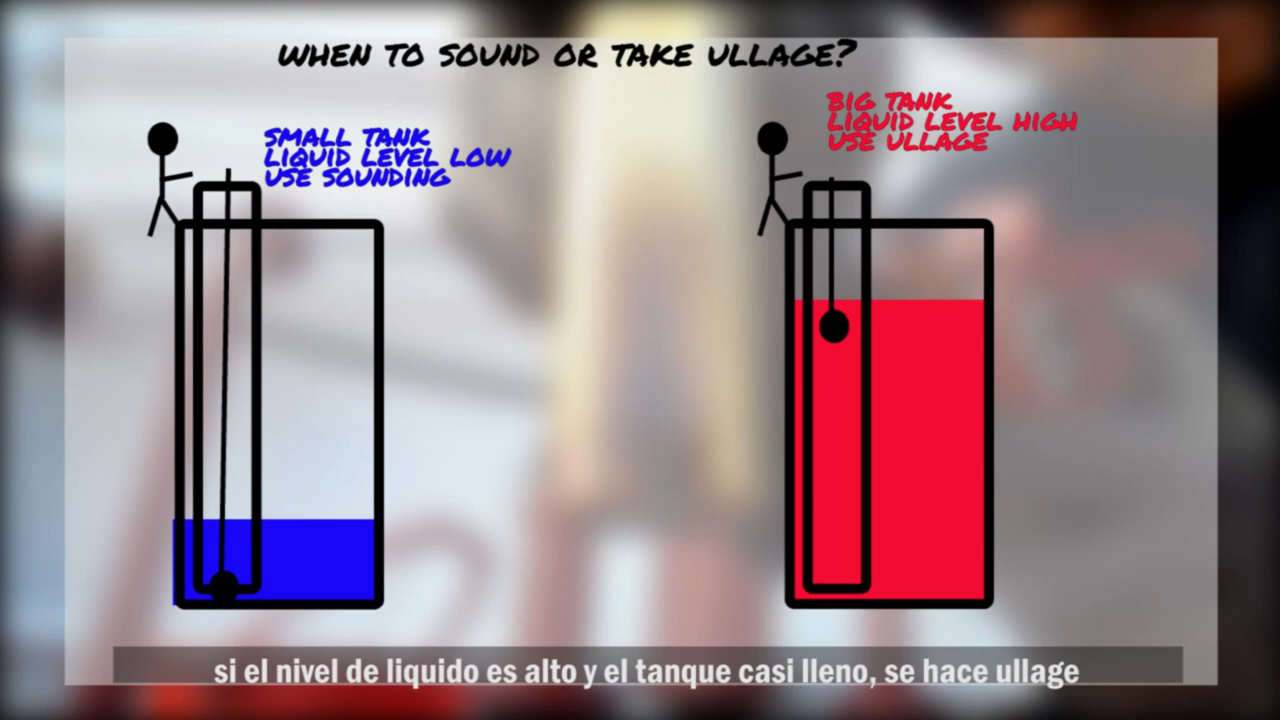 WHEN TO SOUND OR TAKE ULLAGE?
SMALL TANK
LIQUID LEVEL LOW
USE SOUNDING
BIG TANK
LIQUID LEVEL HIGH
USE ULLAGE
si el nivel de liquido es alto y el tanque casi lleno, se hace ullage